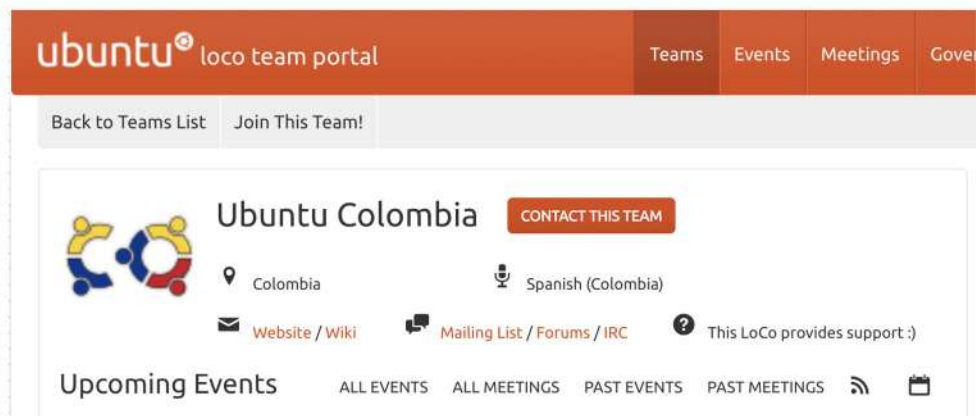 ubuntu® loco team portal Teams Events Meetings Gover
Back to Teams List Join This Team!
Ubuntu Colombia CONTACT THIS TEAM
Colombia Spanish (Colombia)
Website / Wiki Mailing List / Forums / IRC This LoCo provides support :)
Upcoming Events ALL EVENTS ALL MEETINGS PAST EVENTS PAST MEETINGS